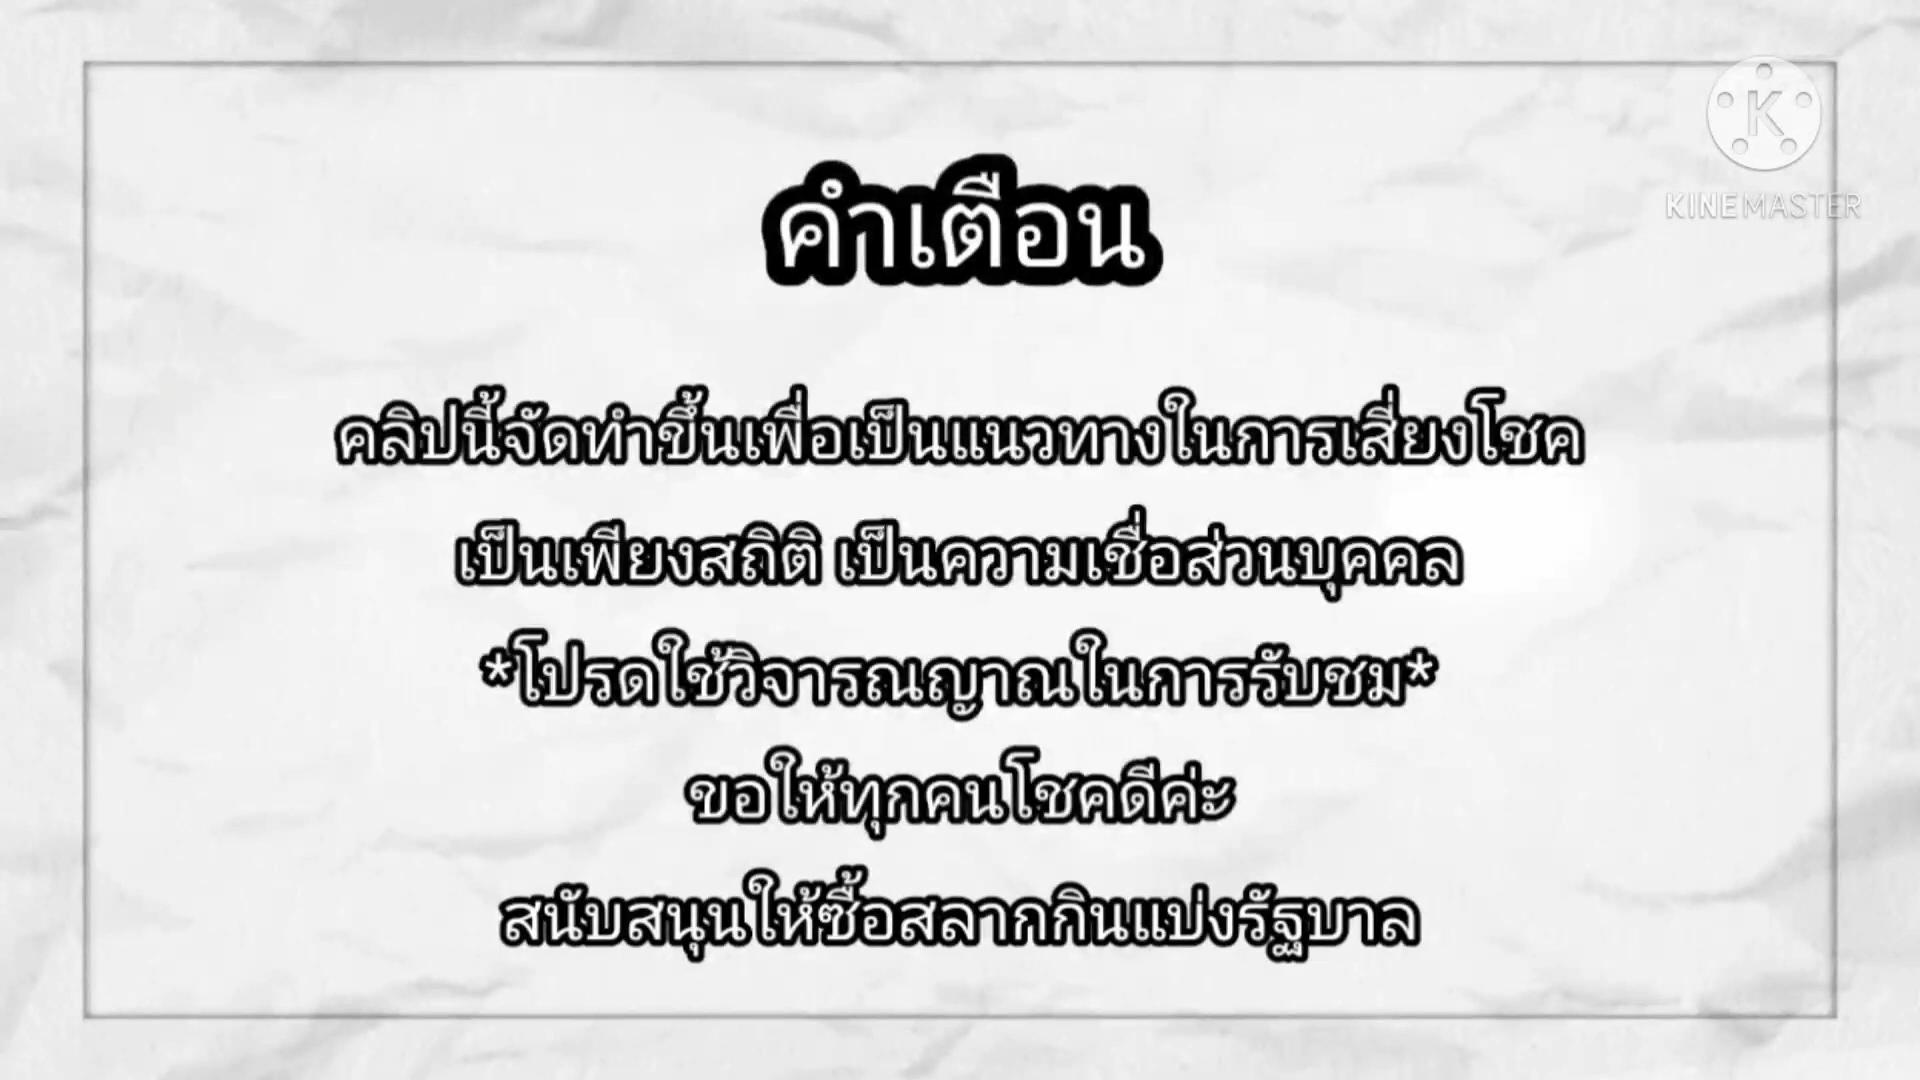 K
KINEMASTER
คำเตือน
คลิปนี้จัดทำขึ้นเพื่อเป็นแนวทางในการเสี่ยงโชค
เป็นเพียงสถิติ เป็นความเชื่อส่วนบุคคล
*โปรดใช้วิจารณญาณในการรับชม*
ขอให้ทุกคนโชคดีค่ะ
สนับสนุนให้ซื้อสลากกินแบ่งรัฐบาล